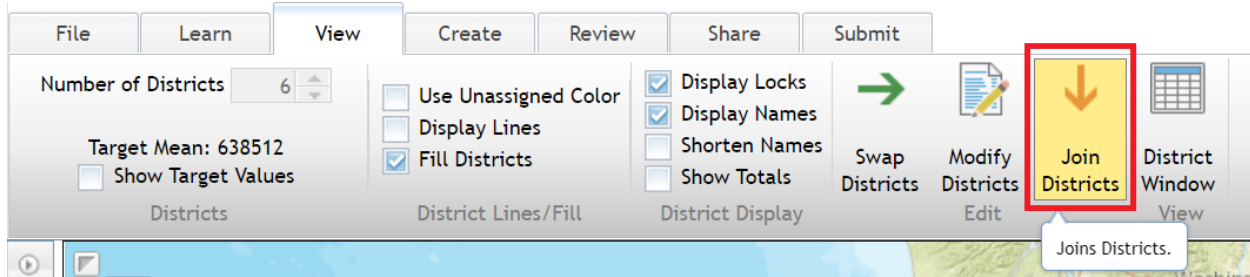 File Learn View Create Review Share Submit
Number of Districts 6
Target Mean: 638512
Show Target Values
Districts
Use Unassigned Color
Display Lines
Fill Districts
District Lines/Fill
Display Locks
Display Names
Shorten Names
Show Totals
District Display
Swap
Districts
Modify
Districts
Join
Districts
Edit
District
Window
View
Joins Districts.